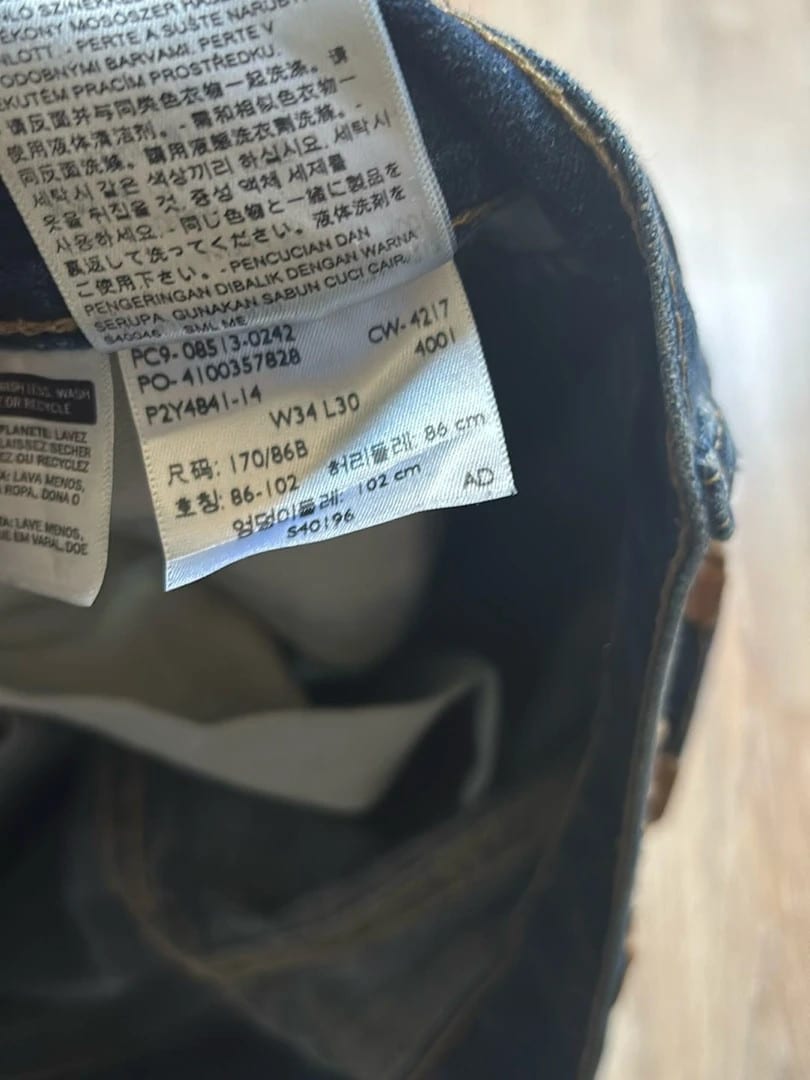 ÉKONY MOSÓSZER HAS
NLOTT. - PERTE A SUŠTE NARUBY
ODOBNÝMI BARVAMI. PERTE V
EKUTÉM PRACÍM PROSTŘEDKU.
请反面并与同类色衣物一起洗涤。请
使用液体清洁剂。- 需和相似色衣物一
同反面洗滌。請用液態洗衣劑洗滌。-
세탁 시 같은 색상끼리 하십시요. 세탁 시
옷을 뒤집을 것. 중성 액체 세제를
사용하세요. - 同じ色物と一緒に製品を
裏返して洗ってください。液体洗剤を
ご使用下さい。- PENCUCIAN DAN
PENGERINGAN DIBALIK DENGAN WARNA
SERUPA, GUNAKAN SABUN CUCI CAIR.
S40046 SML ME
PC9- 08513-0242
CW- 4217
PO- 4100357828
4001
P2Y4841-14
W34 L30
尺码: 170/86B
허리둘레: 86 cm
호칭: 86-102
엉덩이둘레: 102 cm
AD
S40196
WASH LESS, WASH
OR RECYCLE
PLANETE: LAVEZ
LAISSEZ SECHER
EZ OU RECYCLEZ
A: LAVA MENOS,
ROPA, DONA O
TA: LAVE MENOS,
UE EM VARAL, DOE